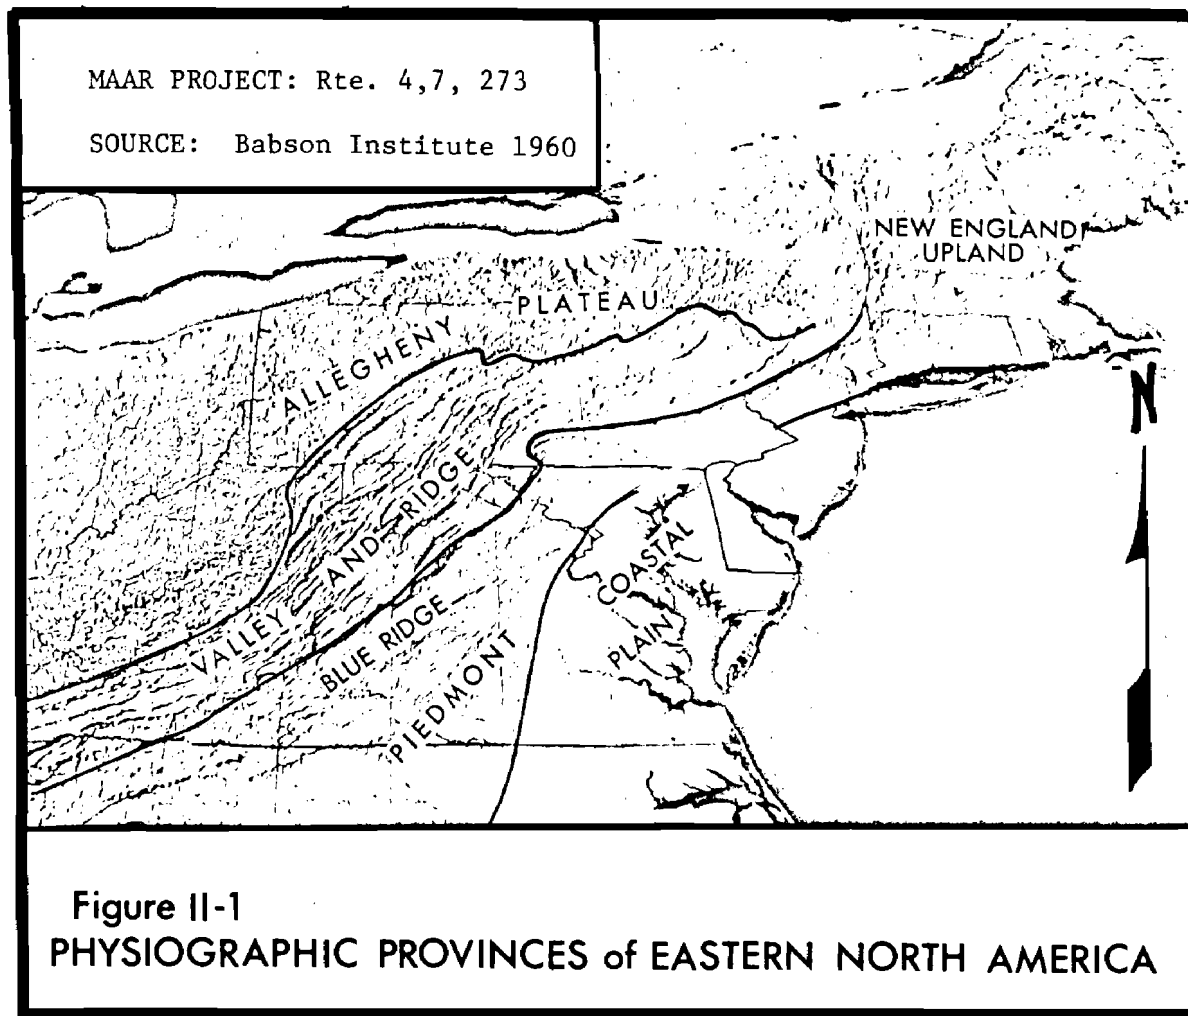 MAAR PROJECT: Rte. 4,7, 273
SOURCE: Babson Institute 1960
NEW ENGLAND
UPLAND
ALLEGHENY PLATEAU
N
VALLEY AND RIDGE
COASTAL
PLAIN
BLUE RIDGE
PIEDMONT
Figure II-1
PHYSIOGRAPHIC PROVINCES of EASTERN NORTH AMERICA